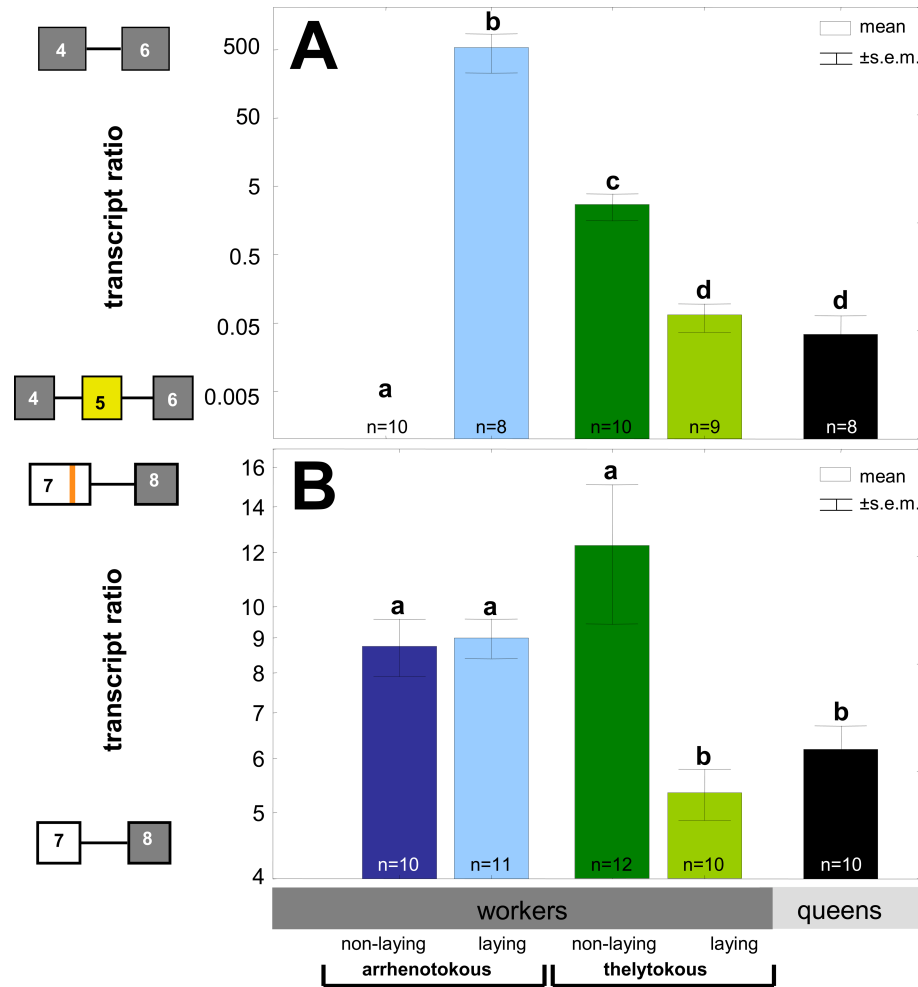 4 6
A
mean
±s.e.m.
transcript ratio
500
50
5
0.5
0.05
0.005
a
b
c
d
d
4 5 6
n=10
n=8
n=10
n=9
n=8
B
mean
±s.e.m.
7 8
transcript ratio
16
14
12
10
9
8
7
6
5
4
a
a
a
b
b
7 8
n=10
n=11
n=12
n=10
n=10
workers
queens
non-laying
laying
non-laying
laying
arrhenotokous
thelytokous